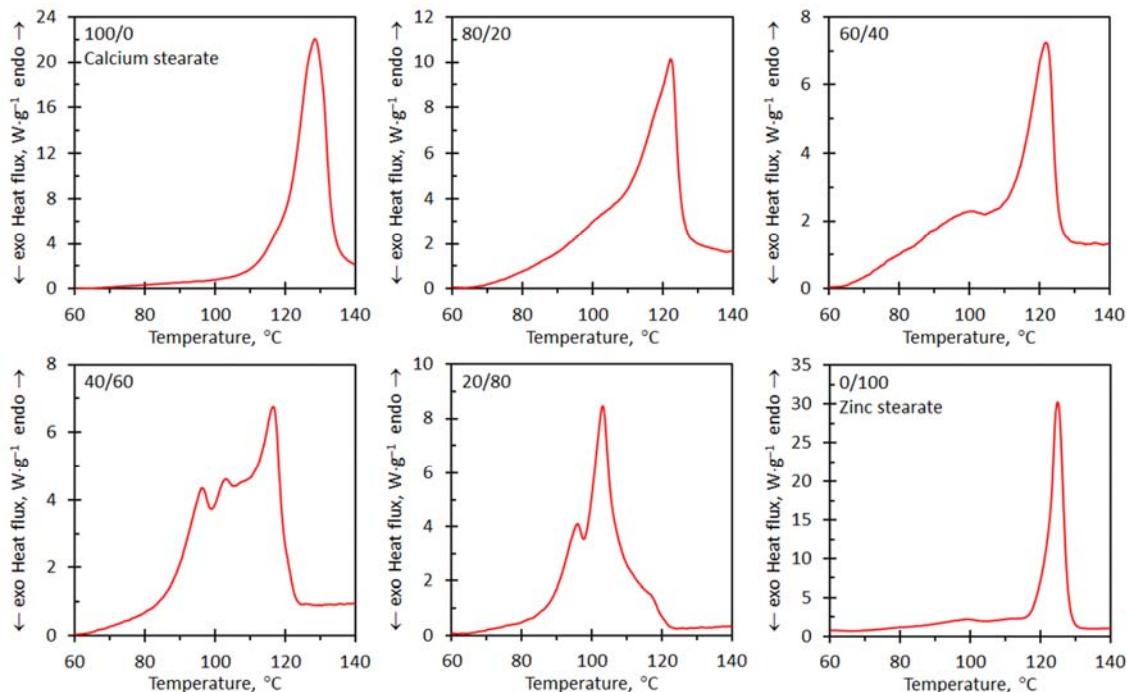 ← exo Heat flux, W·g⁻¹ endo →
24
20
16
12
8
4
0
100/0
Calcium stearate
60 80 100 120 140
Temperature, °C
← exo Heat flux, W·g⁻¹ endo →
12
10
8
6
4
2
0
80/20
60 80 100 120 140
Temperature, °C
← exo Heat flux, W·g⁻¹ endo →
8
6
4
2
0
60/40
60 80 100 120 140
Temperature, °C
← exo Heat flux, W·g⁻¹ endo →
8
6
4
2
0
40/60
60 80 100 120 140
Temperature, °C
← exo Heat flux, W·g⁻¹ endo →
10
8
6
4
2
0
20/80
60 80 100 120 140
Temperature, °C
← exo Heat flux, W·g⁻¹ endo →
35
30
25
20
15
10
5
0
0/100
Zinc stearate
60 80 100 120 140
Temperature, °C